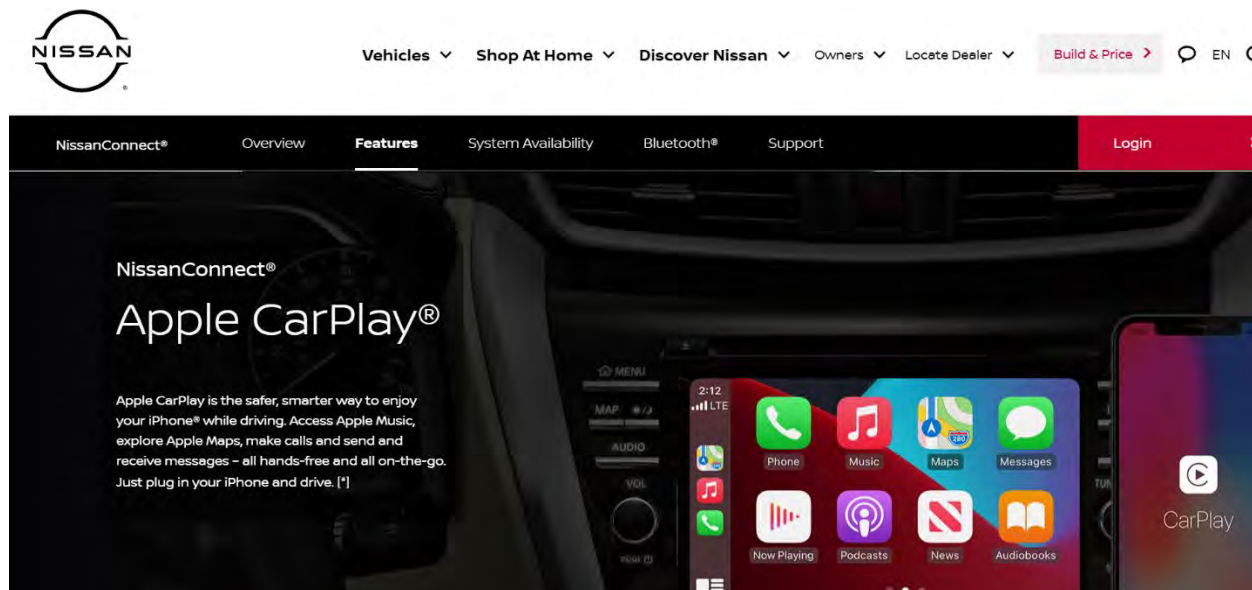 NISSAN
Vehicles Shop At Home Discover Nissan Owners Locate Dealer Build & Price EN
NissanConnect® Overview Features System Availability Bluetooth® Support Login
NissanConnect®
Apple CarPlay®
Apple CarPlay is the safer, smarter way to enjoy
your iPhone® while driving. Access Apple Music,
explore Apple Maps, make calls and send and
receive messages – all hands-free and all on-the-go.
Just plug in your iPhone and drive. [*]
MENU
MAP
AUDIO
VOL
2:12
LTE
280
Phone Music Maps Messages
Now Playing Podcasts News Audiobooks
CarPlay